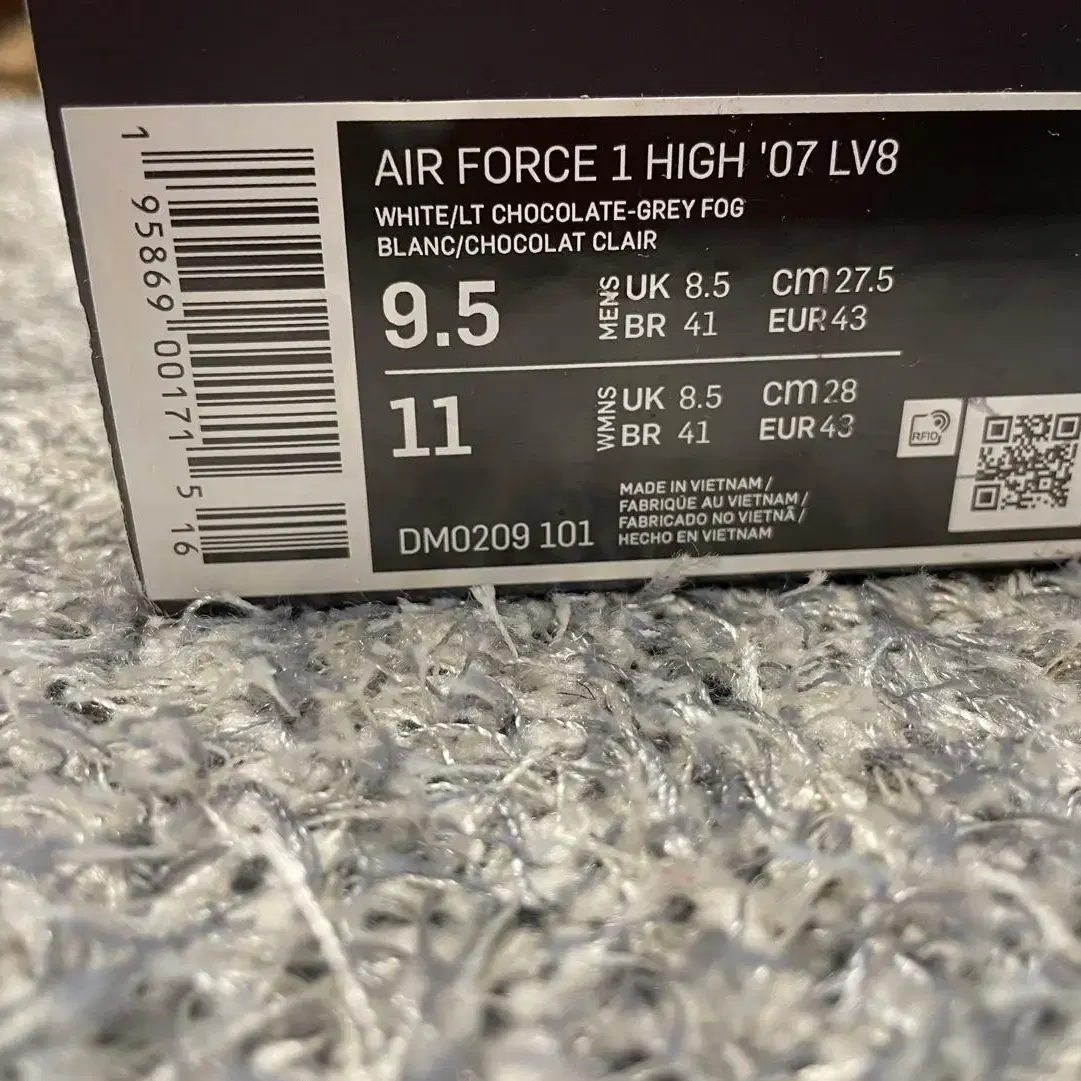 1 95869 00171 5 16
AIR FORCE 1 HIGH '07 LV8
WHITE/LT CHOCOLATE-GREY FOG
BLANC/CHOCOLAT CLAIR
9.5 MENS UK 8.5 cm 27.5
BR 41 EUR 43
11 WMNS UK 8.5 cm 28
BR 41 EUR 43
RFID
MADE IN VIETNAM /
FABRIQÜE AU VIETNAM /
FABRICADO NO VIETNÃ /
HECHO EN VIETNAM
DM0209 101